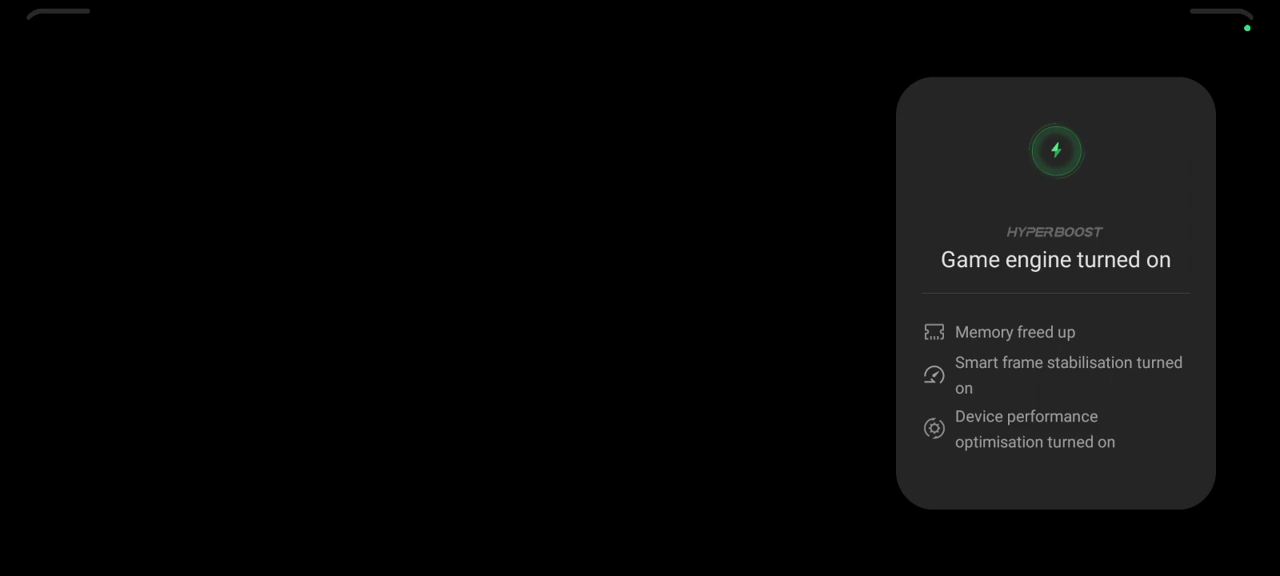 HYPERBOOST
Game engine turned on
Memory freed up
Smart frame stabilisation turned
on
Device performance
optimisation turned on